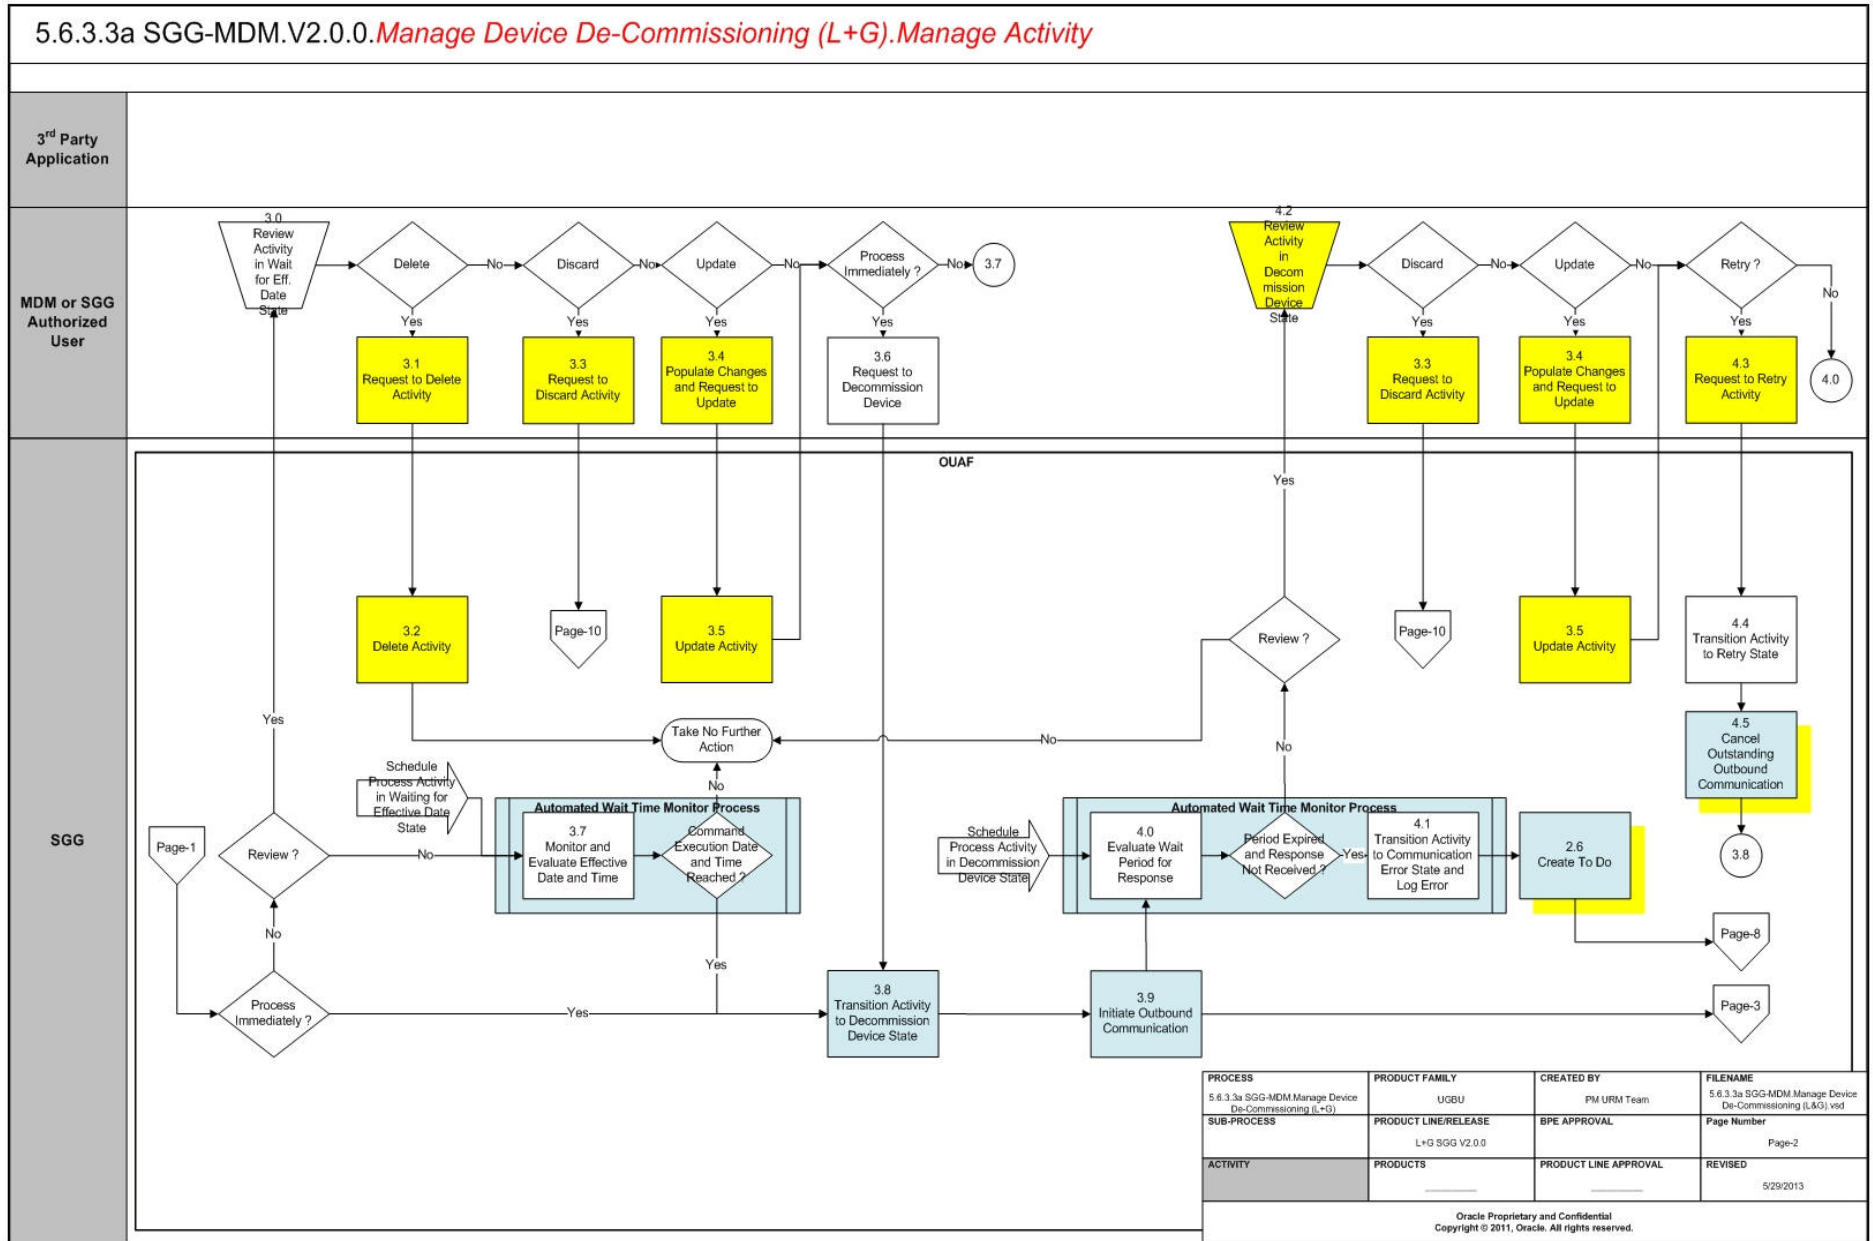 5.6.3.3a SGG-MDM.V2.0.0.Manage Device De-Commissioning (L+G).Manage Activity
3rd Party
Application
MDM or SGG
Authorized
User
3.0
Review
Activity
in Wait
for Eff.
Date
State
Delete
No
Discard
No
Update
No
Process
Immediately ?
No
3.7
Yes
Yes
Yes
Yes
3.1
Request to Delete
Activity
3.3
Request to
Discard Activity
3.4
Populate Changes
and Request to
Update
3.6
Request to
Decommission
Device
4.2
Review
Activity
in
Decom
mission
Device
State
Discard
No
Update
No
Retry ?
No
Yes
Yes
Yes
3.3
Request to
Discard Activity
3.4
Populate Changes
and Request to
Update
4.3
Request to Retry
Activity
4.0
SGG
OUAF
Yes
3.2
Delete Activity
Page-10
3.5
Update Activity
Review ?
Page-10
3.5
Update Activity
4.4
Transition Activity
to Retry State
Yes
Take No Further
Action
No
No
4.5
Cancel
Outstanding
Outbound
Communication
Schedule
Process Activity
in Waiting for
Effective Date
State
No
Automated Wait Time Monitor Process
Automated Wait Time Monitor Process
Page-1
Review ?
No
3.7
Monitor and
Evaluate Effective
Date and Time
Command
Execution Date
and Time
Reached ?
Schedule
Process Activity
in Decommission
Device State
4.0
Evaluate Wait
Period for
Response
Period Expired
and Response
Not Received ?
Yes
4.1
Transition Activity
to Communication
Error State and
Log Error
2.6
Create To Do
3.8
No
Yes
Page-8
Process
Immediately ?
Yes
3.8
Transition Activity
to Decommission
Device State
3.9
Initiate Outbound
Communication
Page-3
PROCESS
5.6.3.3a SGG-MDM.Manage Device
De-Commissioning (L+G)
PRODUCT FAMILY
UGBU
CREATED BY
PM URM Team
FILENAME
5.6.3.3a SGG-MDM.Manage Device
De-Commissioning (L&G).vsd
SUB-PROCESS
PRODUCT LINE/RELEASE
L+G SGG V2.0.0
BPE APPROVAL
Page Number
Page-2
ACTIVITY
PRODUCTS
PRODUCT LINE APPROVAL
REVISED
5/29/2013
Oracle Proprietary and Confidential
Copyright © 2011, Oracle. All rights reserved.